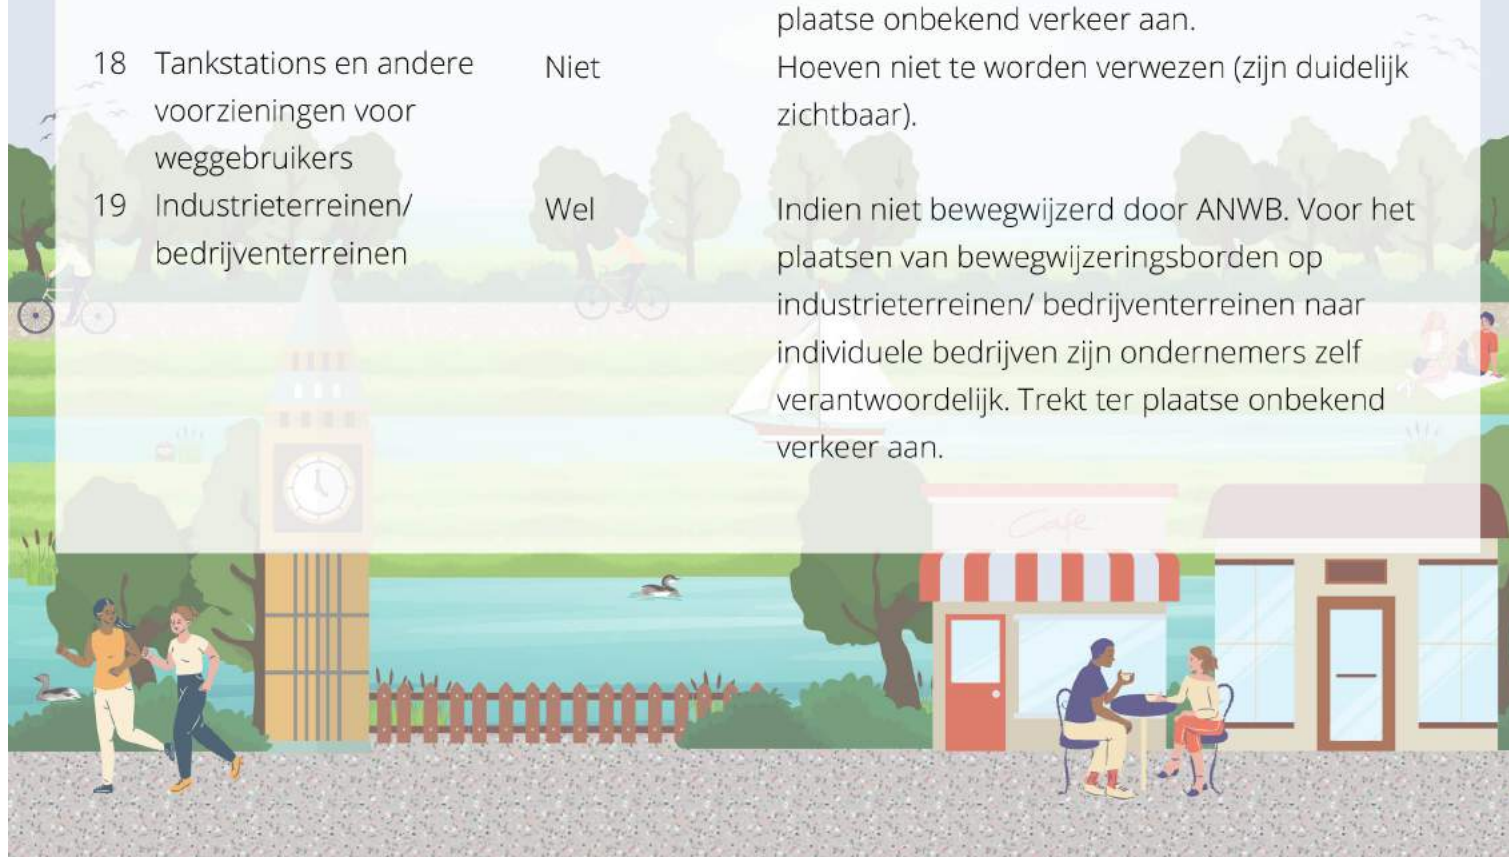 plaatse onbekend verkeer aan.
18 Tankstations en andere Niet Hoeven niet te worden verwezen (zijn duidelijk
voorzieningen voor zichtbaar).
weggebruikers
19 Industrieterreinen/ Wel Indien niet bewegwijzerd door ANWB. Voor het
bedrijventerreinen plaatsen van bewegwijzeringsborden op
industrieterreinen/ bedrijventerreinen naar
individuele bedrijven zijn ondernemers zelf
verantwoordelijk. Trekt ter plaatse onbekend
verkeer aan.
Cafe